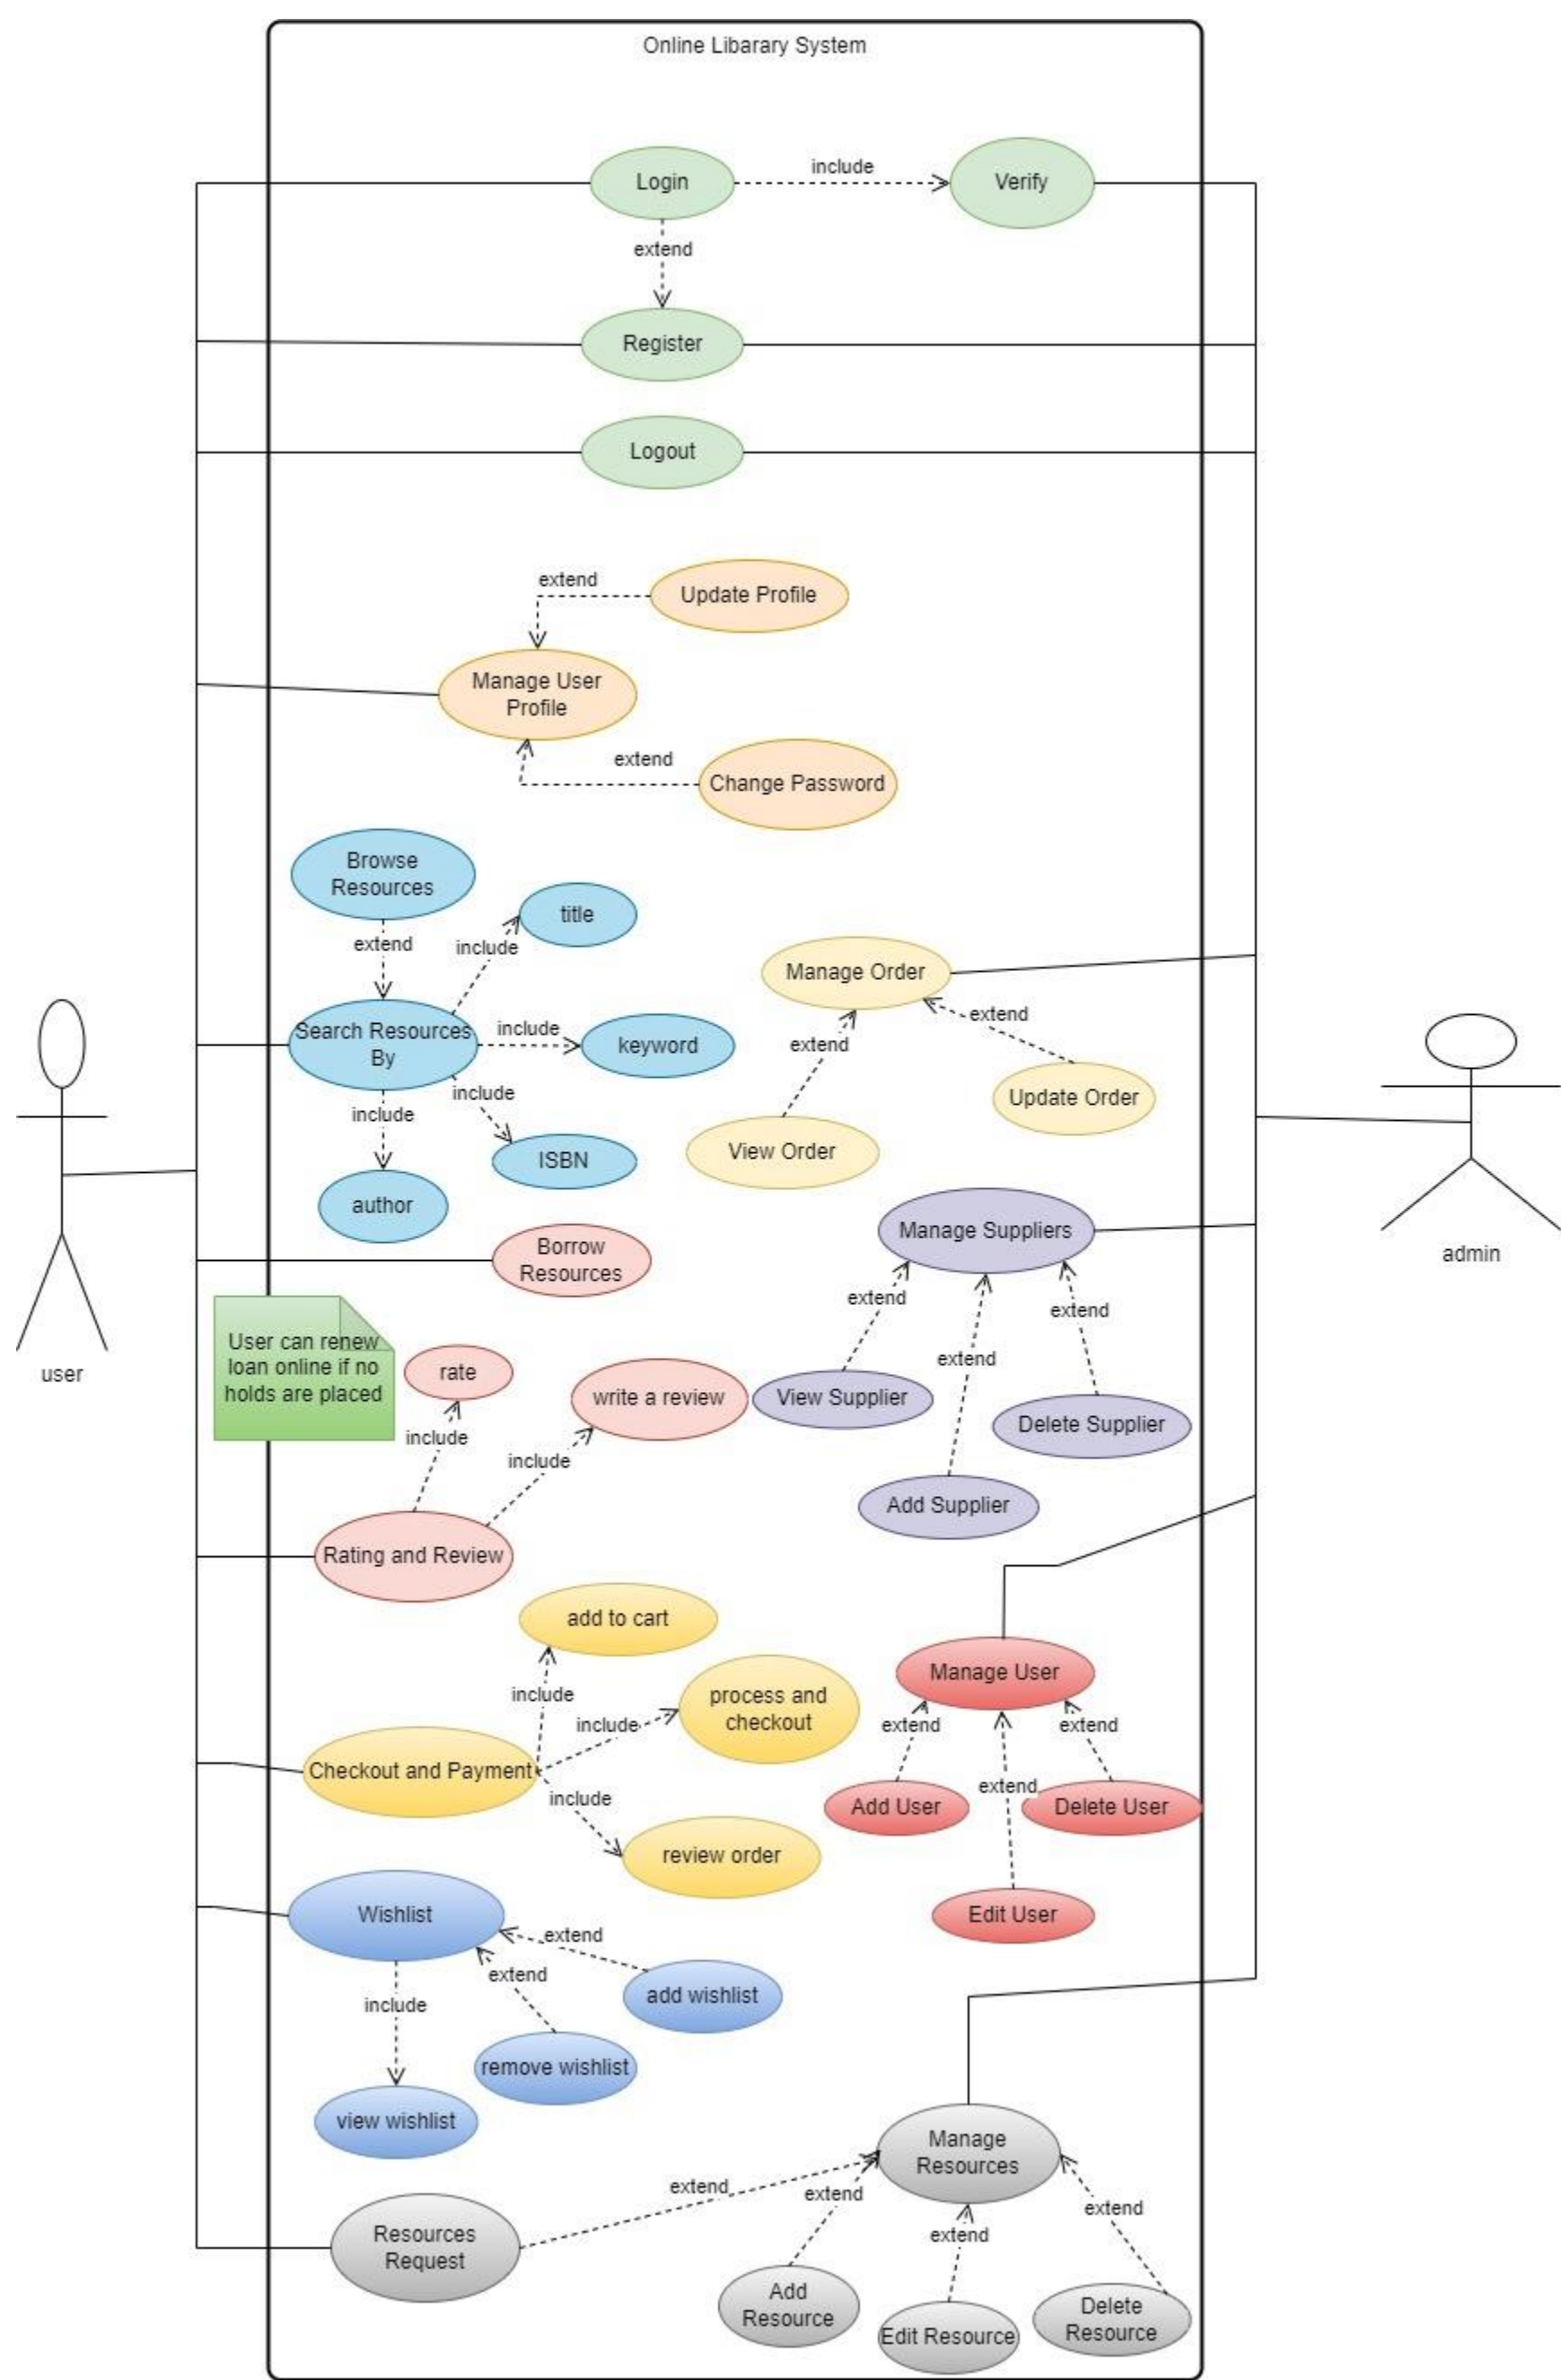 Online Libarary System
Login
include
Verify
extend
Register
Logout
extend
Update Profile
Manage User
Profile
extend
Change Password
Browse
Resources
extend
include
title
Search Resources
By
include
keyword
include
include
ISBN
author
Manage Order
extend
extend
Update Order
View Order
user
admin
Borrow
Resources
Manage Suppliers
extend
extend
extend
View Supplier
Delete Supplier
Add Supplier
User can renew
loan online if no
holds are placed
rate
write a review
include
include
Rating and Review
add to cart
include
process and
checkout
include
Checkout and Payment
include
review order
Manage User
extend
extend
extend
Add User
Delete User
Edit User
Wishlist
extend
extend
include
add wishlist
remove wishlist
view wishlist
Manage
Resources
extend
extend
extend
extend
Resources
Request
Add
Resource
Edit Resource
Delete
Resource